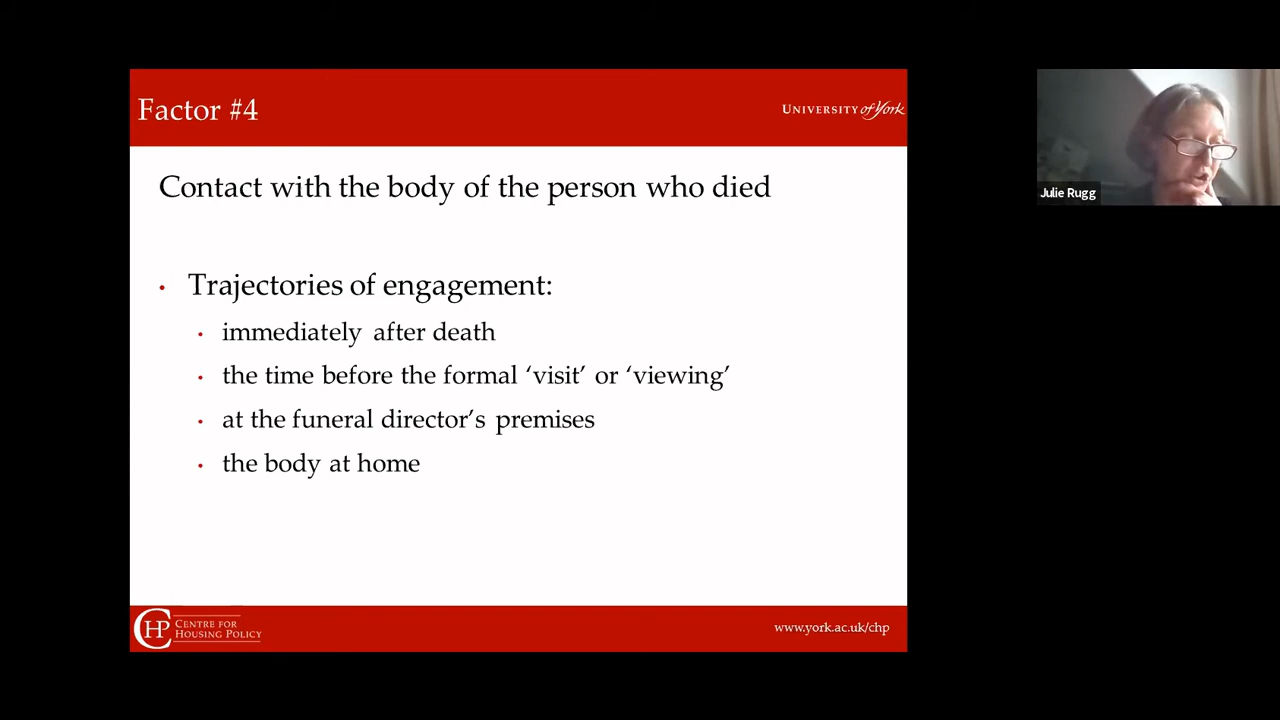 Factor #4
UNIVERSITY of York
Contact with the body of the person who died
• Trajectories of engagement:
• immediately after death
• the time before the formal ‘visit’ or ‘viewing’
• at the funeral director’s premises
• the body at home
CHP CENTRE FOR
HOUSING POLICY
www.york.ac.uk/chp
Julie Rugg